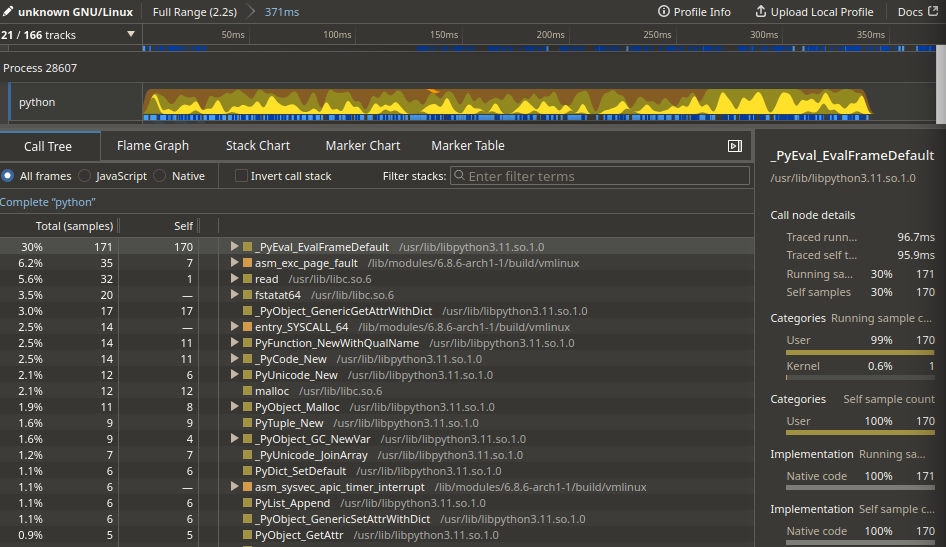 unknown GNU/Linux Full Range (2.2s) 371ms Profile Info Upload Local Profile Docs
21 / 166 tracks 50ms 100ms 150ms 200ms 250ms 300ms 350ms
Process 28607
python
Call Tree Flame Graph Stack Chart Marker Chart Marker Table
All frames JavaScript Native Invert call stack Filter stacks: Enter filter terms
Complete “python”
Total (samples) Self
30% 171 170 _PyEval_EvalFrameDefault /usr/lib/libpython3.11.so.1.0
6.2% 35 7 asm_exc_page_fault /lib/modules/6.8.6-arch1-1/build/vmlinux
5.6% 32 1 read /usr/lib/libc.so.6
3.5% 20 — fstatat64 /usr/lib/libc.so.6
3.0% 17 17 _PyObject_GenericGetAttrWithDict /usr/lib/libpython3.11.so.1.0
2.5% 14 — entry_SYSCALL_64 /lib/modules/6.8.6-arch1-1/build/vmlinux
2.5% 14 11 PyFunction_NewWithQualName /usr/lib/libpython3.11.so.1.0
2.5% 14 11 _PyCode_New /usr/lib/libpython3.11.so.1.0
2.1% 12 6 PyUnicode_New /usr/lib/libpython3.11.so.1.0
2.1% 12 12 malloc /usr/lib/libc.so.6
1.9% 11 8 PyObject_Malloc /usr/lib/libpython3.11.so.1.0
1.6% 9 9 PyTuple_New /usr/lib/libpython3.11.so.1.0
1.6% 9 4 _PyObject_GC_NewVar /usr/lib/libpython3.11.so.1.0
1.2% 7 7 _PyUnicode_JoinArray /usr/lib/libpython3.11.so.1.0
1.1% 6 6 PyDict_SetDefault /usr/lib/libpython3.11.so.1.0
1.1% 6 — asm_sysvec_apic_timer_interrupt /lib/modules/6.8.6-arch1-1/build/vmlinux
1.1% 6 6 PyList_Append /usr/lib/libpython3.11.so.1.0
1.1% 6 6 _PyObject_GenericSetAttrWithDict /usr/lib/libpython3.11.so.1.0
0.9% 5 5 PyObject_GetAttr /usr/lib/libpython3.11.so.1.0
_PyEval_EvalFrameDefault
/usr/lib/libpython3.11.so.1.0
Call node details
Traced runn... 96.7ms
Traced self t... 95.9ms
Running sa... 30% 171
Self samples 30% 170
Categories Running sample c...
User 99% 170
Kernel 0.6% 1
Categories Self sample count
User 100% 170
Implementation Running sa...
Native code 100% 171
Implementation Self sample count
Native code 100% 170